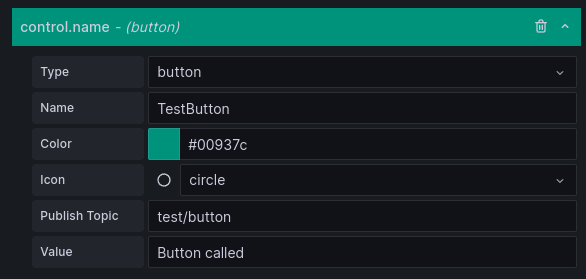 control.name - (button)
Type button
Name TestButton
Color #00937c
Icon circle
Publish Topic test/button
Value Button called